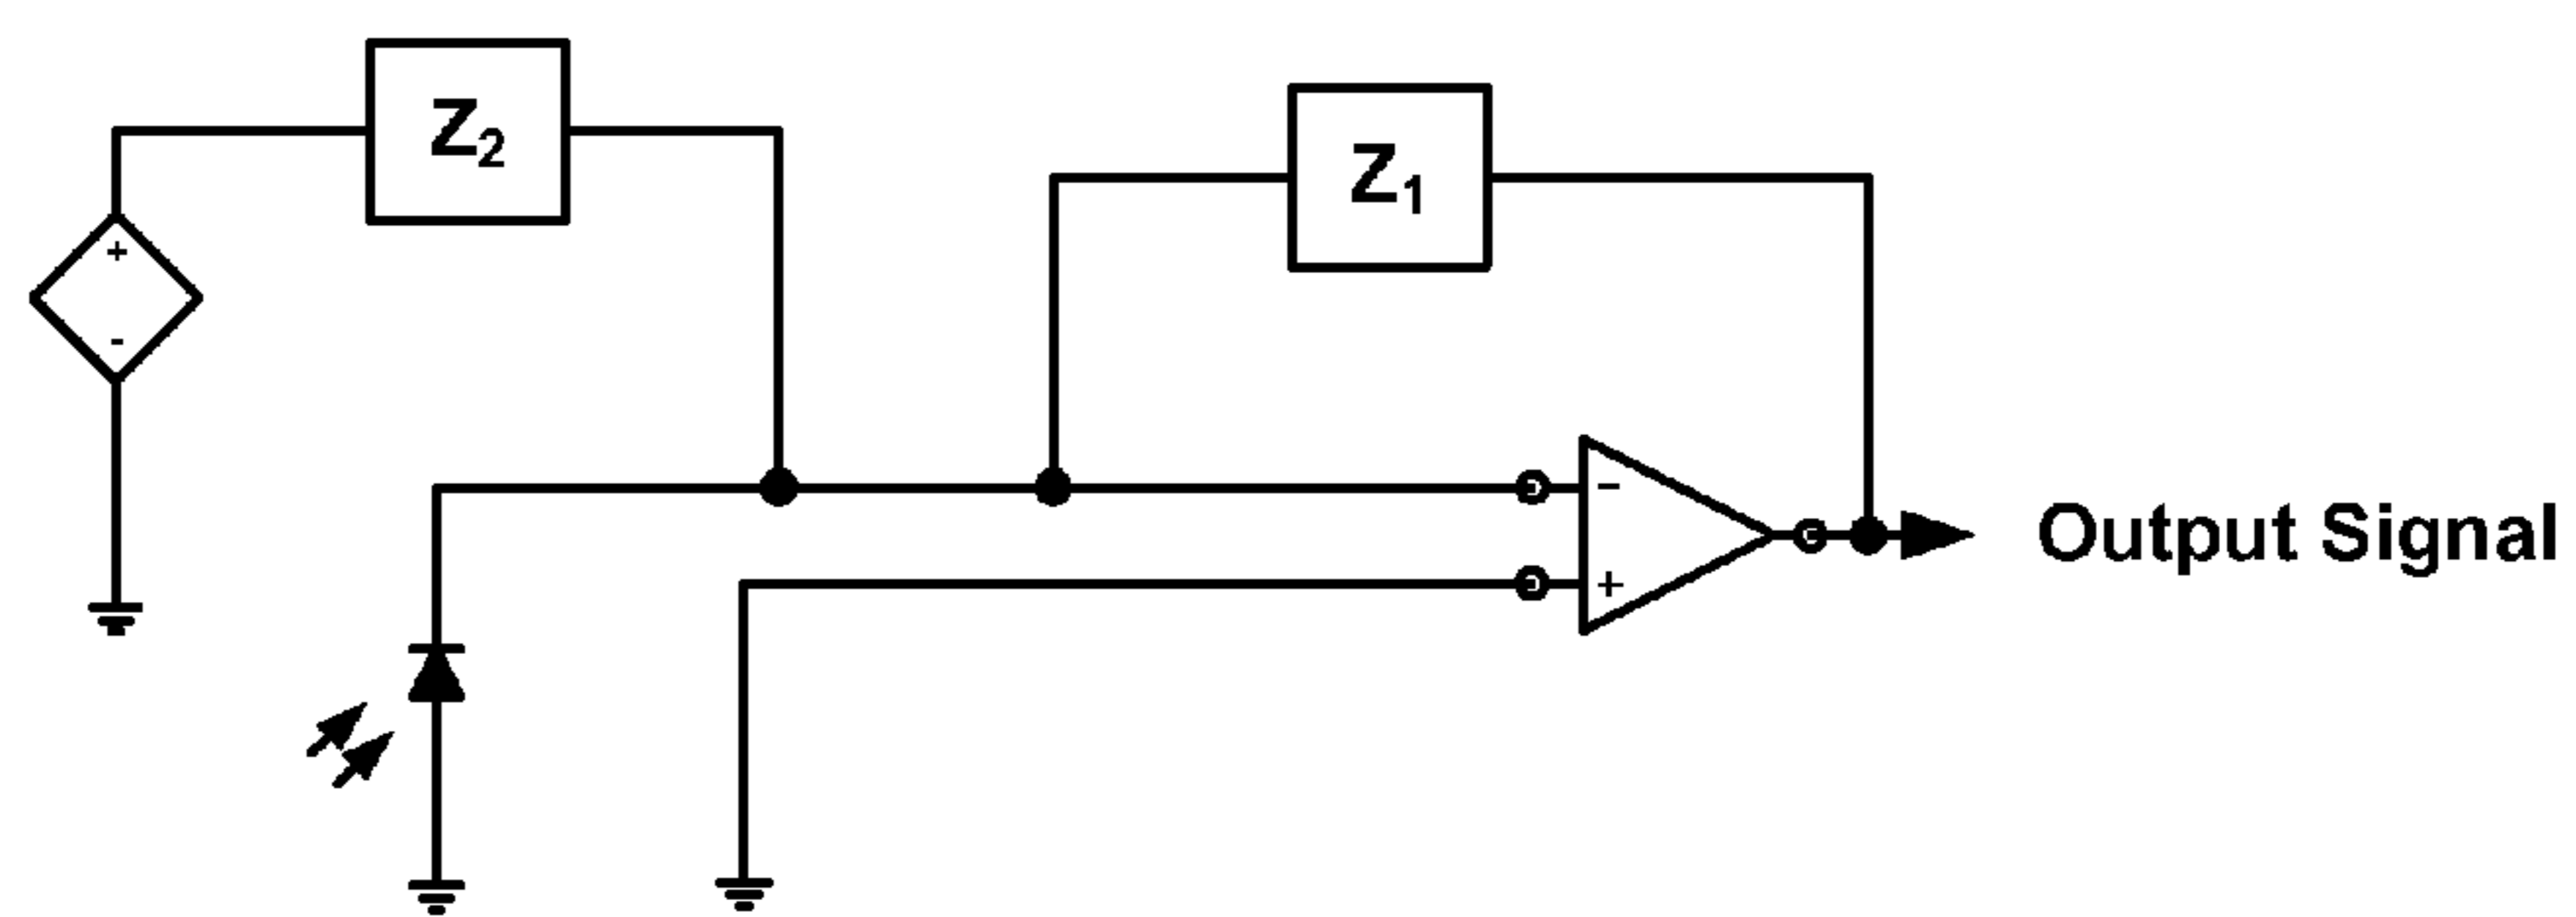 Z₂
Z₁
+
-
-
+
Output Signal